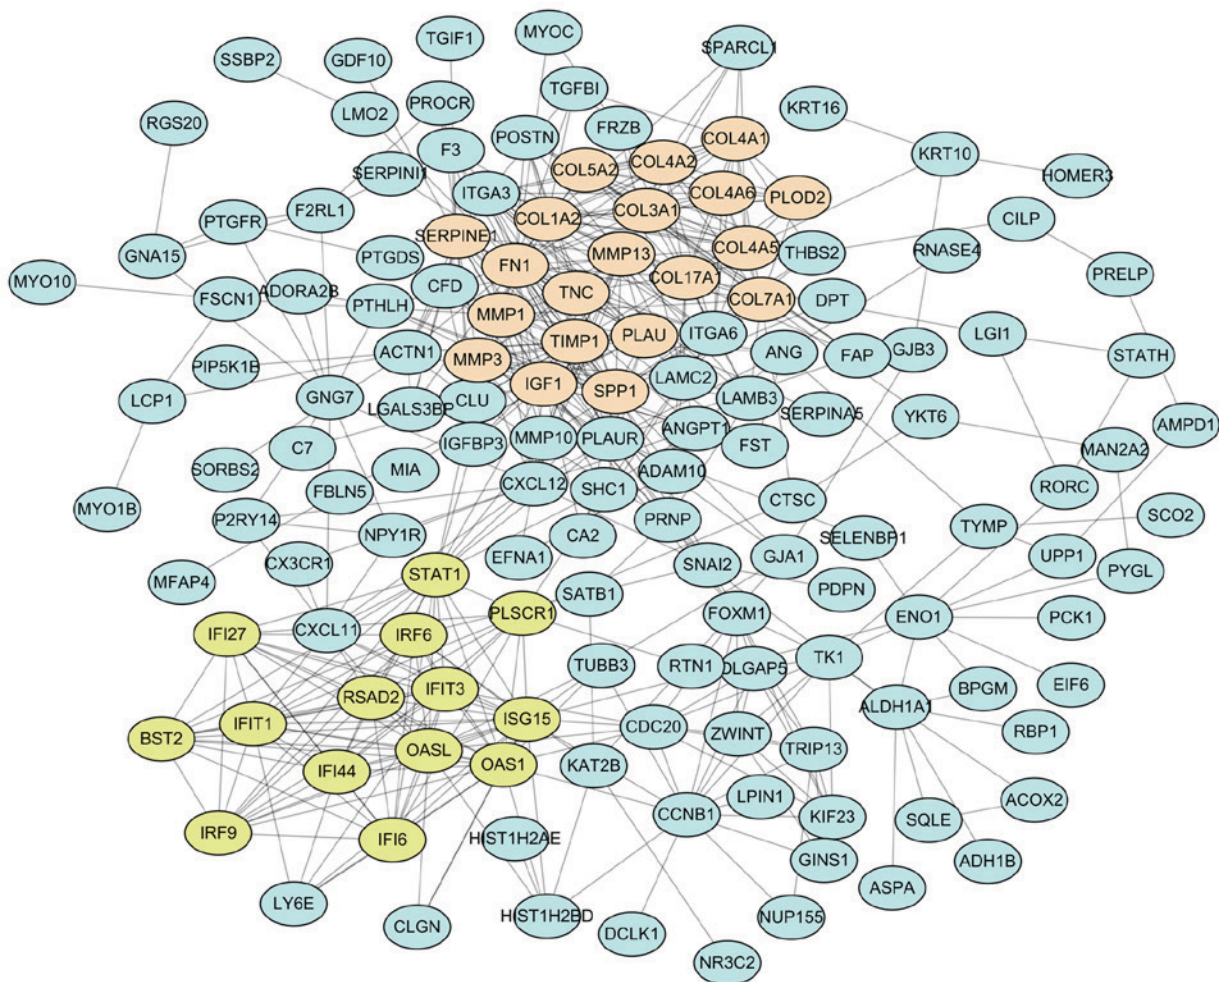 MYOC
TGIF1
SPARCL1
SSBP2
GDF10
TGFBI
PROCR
KRT16
LMO2
RGS20
FRZB
COL4A1
POSTN
F3
KRT10
COL4A2
COL5A2
SERPINI1
HOMER3
ITGA3
COL4A6
PLOD2
F2RL1
COL3A1
COL1A2
PTGFR
CILP
SERPINE1
COL4A5
THBS2
RNASE4
GNA15
PTGDS
MMP13
FN1
PRELP
COL17A1
MYO10
CFD
TNC
ADORA2B
FSCN1
COL7A1
DPT
PTHLH
MMP1
ITGA6
LGI1
PLAU
TIMP1
ACTN1
ANG
FAP
GJB3
STATH
PIP5K1B
MMP3
LAMC2
IGF1
SPP1
LCP1
GNG7
LGALS3BP
CLU
LAMB3
SERPINA5
YKT6
AMPD1
ANGPT1
C7
IGFBP3
MMP10
PLAUR
FST
MAN2A2
SORBS2
MIA
ADAM10
FBLN5
CXCL12
SHC1
CTSC
RORC
MYO1B
P2RY14
PRNP
SCO2
TYMP
NPY1R
CA2
SELENBP1
EFNA1
CX3CR1
GJA1
UPP1
SNAI2
PYGL
MFAP4
STAT1
SATB1
PDPN
PLSCR1
FOXM1
ENO1
PCK1
IFI27
CXCL11
IRF6
TUBB3
RTN1
DLGAP5
TK1
EIF6
RSAD2
IFIT3
BPGM
ALDH1A1
ISG15
IFIT1
CDC20
ZWINT
RBP1
BST2
OASL
TRIP13
OAS1
KAT2B
IFI44
LPIN1
ACOX2
CCNB1
KIF23
SQLE
IRF9
IFI6
HIST1H2AE
GINS1
ADH1B
ASPA
LY6E
HIST1H2BD
NUP155
CLGN
DCLK1
NR3C2